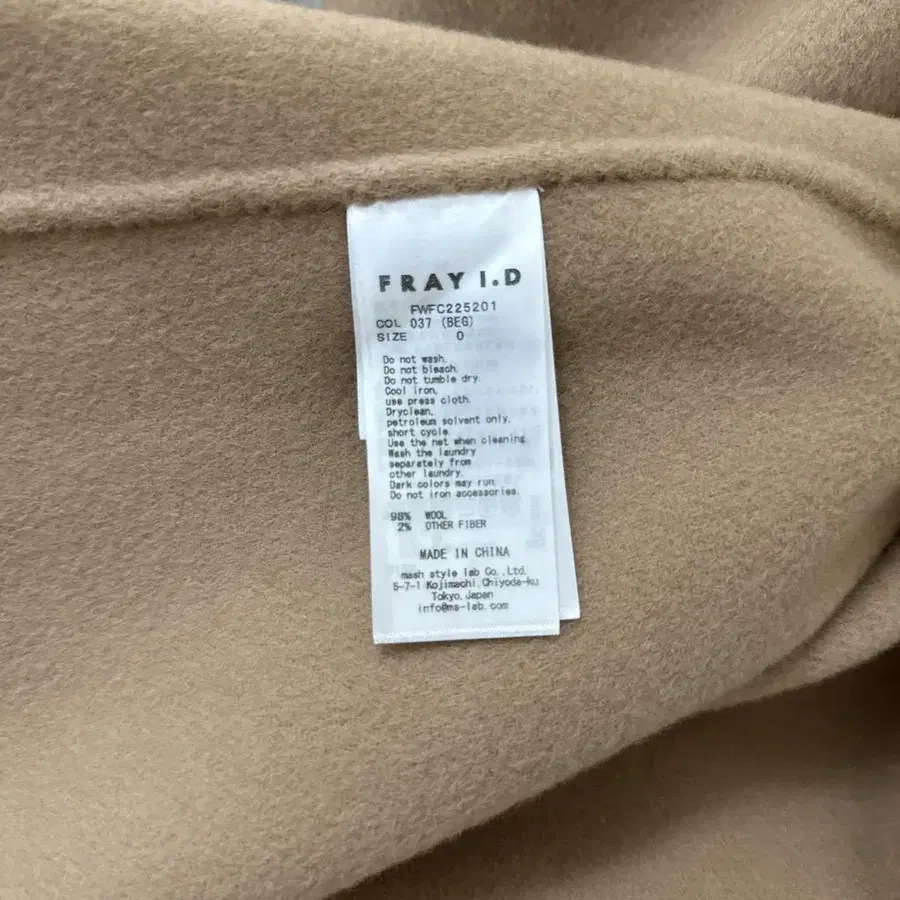 FRAY I.D
FWFC225201
COL 037 (BEG)
SIZE 0
Do not wash.
Do not bleach.
Do not tumble dry.
Cool iron,
use press cloth.
Dryclean,
petroleum solvent only.
short cycle.
Use the net when cleaning.
Wash the laundry
separately from
other laundry.
Dark colors may run.
Do not iron accessories.
98% WOOL
2% OTHER FIBER
MADE IN CHINA
mash style lab Co.,Ltd.
5-7-1 Kojimachi, Chiyoda-ku
Tokyo, Japan
info@ms-lab.com